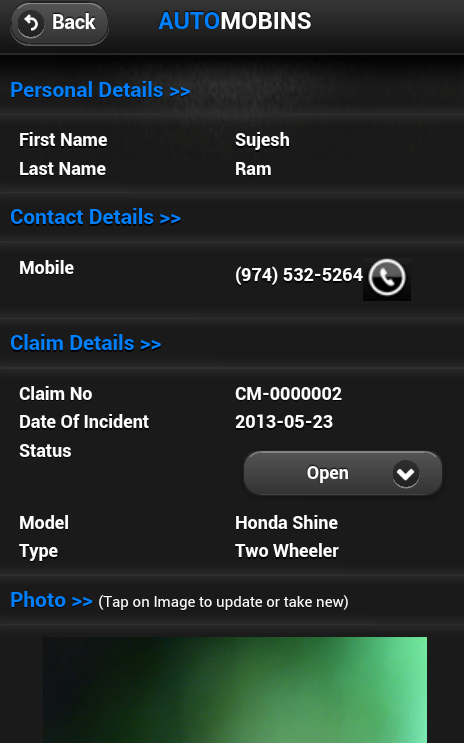 Back
AUTOMOBINS
Personal Details >>
First Name Sujesh
Last Name Ram
Contact Details >>
Mobile (974) 532-5264
Claim Details >>
Claim No CM-0000002
Date Of Incident 2013-05-23
Status Open
Model Honda Shine
Type Two Wheeler
Photo >> (Tap on Image to update or take new)